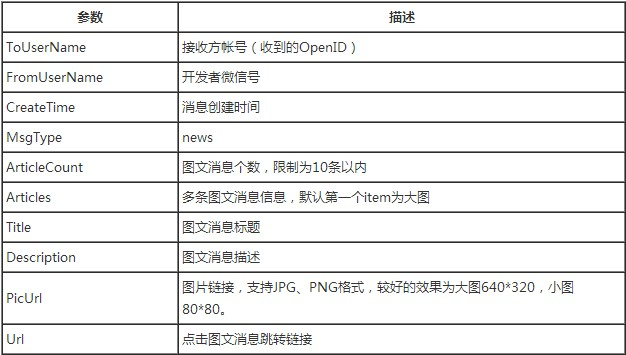 参数 描述
ToUserName 接收方帐号（收到的OpenID）
FromUserName 开发者微信号
CreateTime 消息创建时间
MsgType news
ArticleCount 图文消息个数，限制为10条以内
Articles 多条图文消息信息，默认第一个item为大图
Title 图文消息标题
Description 图文消息描述
PicUrl 图片链接，支持JPG、PNG格式，较好的效果为大图640*320，小图
80*80。
Url 点击图文消息跳转链接